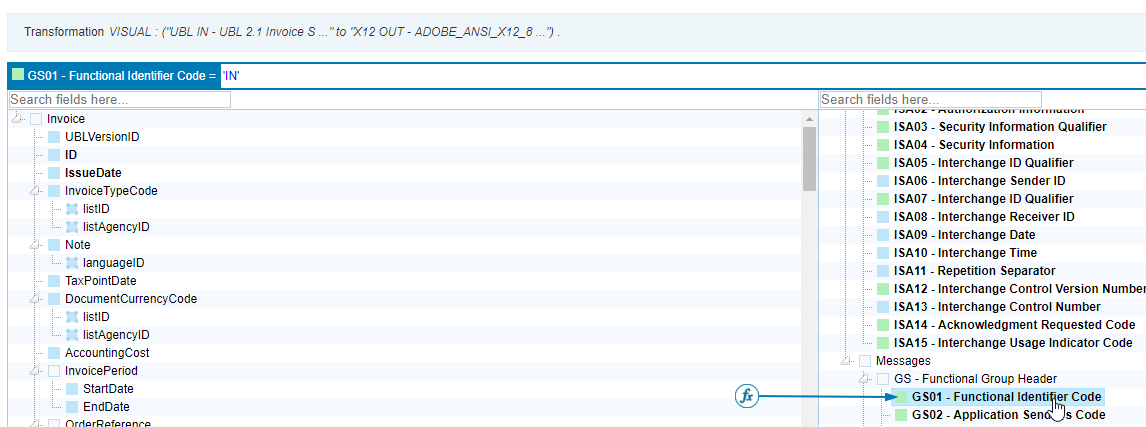 Transformation VISUAL : ("UBL IN - UBL 2.1 Invoice S ..." to "X12 OUT - ADOBE_ANSI_X12_8 ...") .
GS01 - Functional Identifier Code = 'IN'
Search fields here...
Invoice
UBLVersionID
ID
IssueDate
InvoiceTypeCode
listID
listAgencyID
Note
languageID
TaxPointDate
DocumentCurrencyCode
listID
listAgencyID
AccountingCost
InvoicePeriod
StartDate
EndDate
OrderReference
Search fields here...
ISA02 - Authorization Information
ISA03 - Security Information Qualifier
ISA04 - Security Information
ISA05 - Interchange ID Qualifier
ISA06 - Interchange Sender ID
ISA07 - Interchange ID Qualifier
ISA08 - Interchange Receiver ID
ISA09 - Interchange Date
ISA10 - Interchange Time
ISA11 - Repetition Separator
ISA12 - Interchange Control Version Number
ISA13 - Interchange Control Number
ISA14 - Acknowledgment Requested Code
ISA15 - Interchange Usage Indicator Code
Messages
GS - Functional Group Header
fx
GS01 - Functional Identifier Code
GS02 - Application Sender's Code